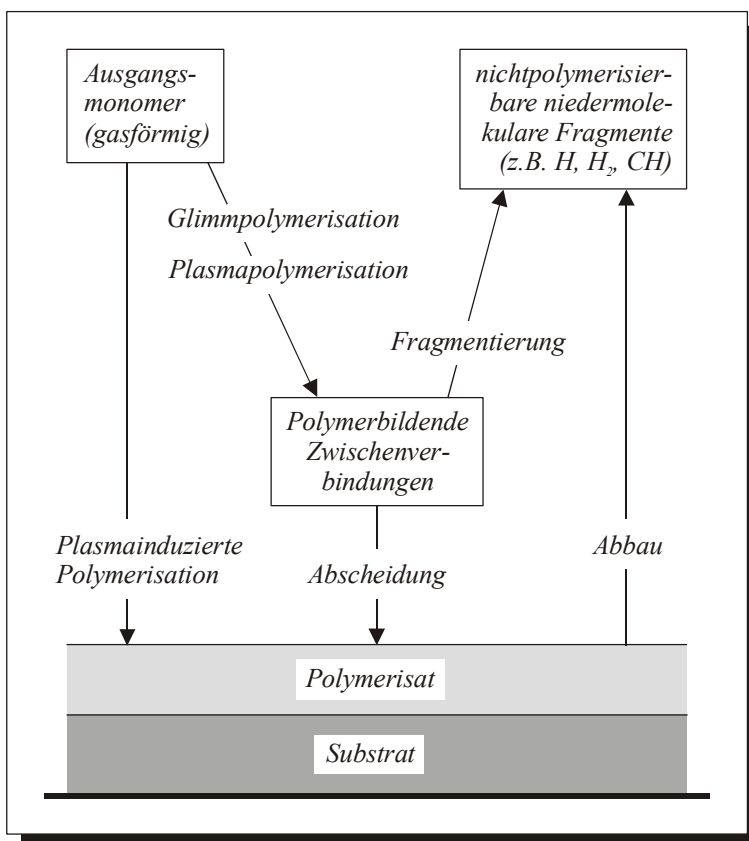 Ausgangs-
monomer
(gasförmig)
nichtpolymerisier-
bare niedermole-
kulare Fragmente
(z.B. H, H₂, CH)
Glimmpolymerisation
Plasmapolymerisation
Fragmentierung
Polymerbildende
Zwischenver-
bindungen
Plasmainduzierte
Polymerisation
Abscheidung
Abbau
Polymerisat
Substrat